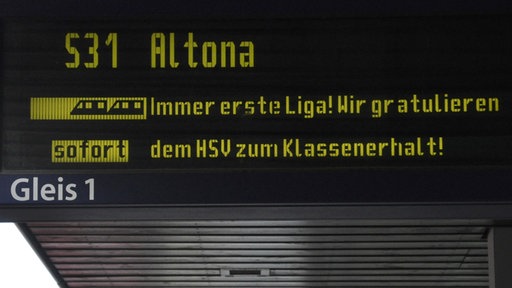 S31 Altona
Immer erste Liga! Wir gratulieren
sofort dem HSV zum Klassenerhalt!
Gleis 1